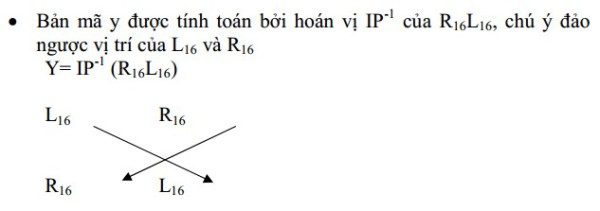 • Bản mã y được tính toán bởi hoán vị IP⁻¹ của R₁₆L₁₆, chú ý đảo
ngược vị trí của L₁₆ và R₁₆
Y= IP⁻¹ (R₁₆L₁₆)
L₁₆ R₁₆
R₁₆ L₁₆